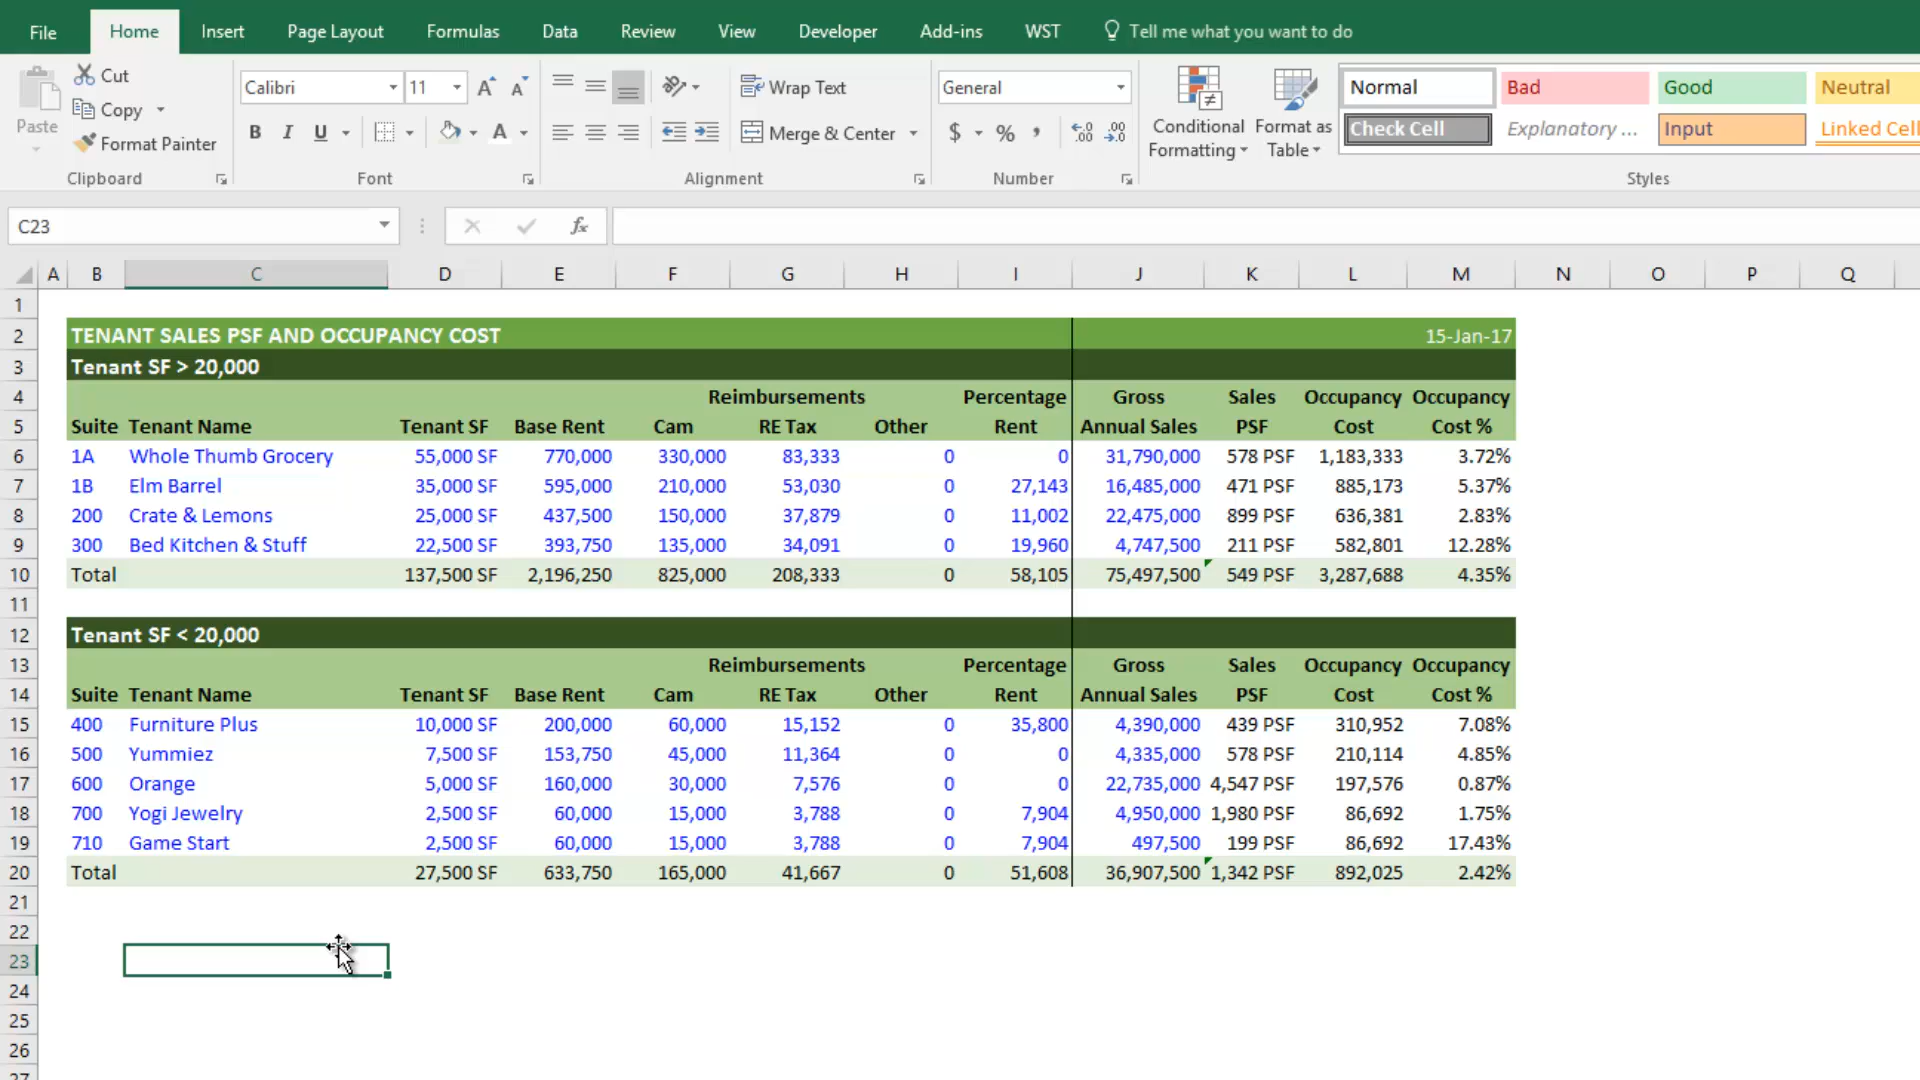 File Home Insert Page Layout Formulas Data Review View Developer Add-ins WST Tell me what you want to do
Paste
Cut
Copy
Format Painter
Clipboard
Calibri 11
B I U
Font
Wrap Text
Merge & Center
Alignment
General
$ % ,
Number
Conditional Formatting
Format as Table
Normal Bad Good Neutral
Check Cell Explanatory ... Input Linked Cell
Styles
C23 fx
A B C D E F G H I J K L M N O P Q
1
2 TENANT SALES PSF AND OCCUPANCY COST 15-Jan-17
3 Tenant SF > 20,000
4 Reimbursements Percentage Gross Sales Occupancy Occupancy
5 Suite Tenant Name Tenant SF Base Rent Cam RE Tax Other Rent Annual Sales PSF Cost Cost %
6 1A Whole Thumb Grocery 55,000 SF 770,000 330,000 83,333 0 0 31,790,000 578 PSF 1,183,333 3.72%
7 1B Elm Barrel 35,000 SF 595,000 210,000 53,030 0 27,143 16,485,000 471 PSF 885,173 5.37%
8 200 Crate & Lemons 25,000 SF 437,500 150,000 37,879 0 11,002 22,475,000 899 PSF 636,381 2.83%
9 300 Bed Kitchen & Stuff 22,500 SF 393,750 135,000 34,091 0 19,960 4,747,500 211 PSF 582,801 12.28%
10 Total 137,500 SF 2,196,250 825,000 208,333 0 58,105 75,497,500 549 PSF 3,287,688 4.35%
11
12 Tenant SF < 20,000
13 Reimbursements Percentage Gross Sales Occupancy Occupancy
14 Suite Tenant Name Tenant SF Base Rent Cam RE Tax Other Rent Annual Sales PSF Cost Cost %
15 400 Furniture Plus 10,000 SF 200,000 60,000 15,152 0 35,800 4,390,000 439 PSF 310,952 7.08%
16 500 Yummiez 7,500 SF 153,750 45,000 11,364 0 0 4,335,000 578 PSF 210,114 4.85%
17 600 Orange 5,000 SF 160,000 30,000 7,576 0 0 22,735,000 4,547 PSF 197,576 0.87%
18 700 Yogi Jewelry 2,500 SF 60,000 15,000 3,788 0 7,904 4,950,000 1,980 PSF 86,692 1.75%
19 710 Game Start 2,500 SF 60,000 15,000 3,788 0 7,904 497,500 199 PSF 86,692 17.43%
20 Total 27,500 SF 633,750 165,000 41,667 0 51,608 36,907,500 1,342 PSF 892,025 2.42%
21
22
23
24
25
26
27